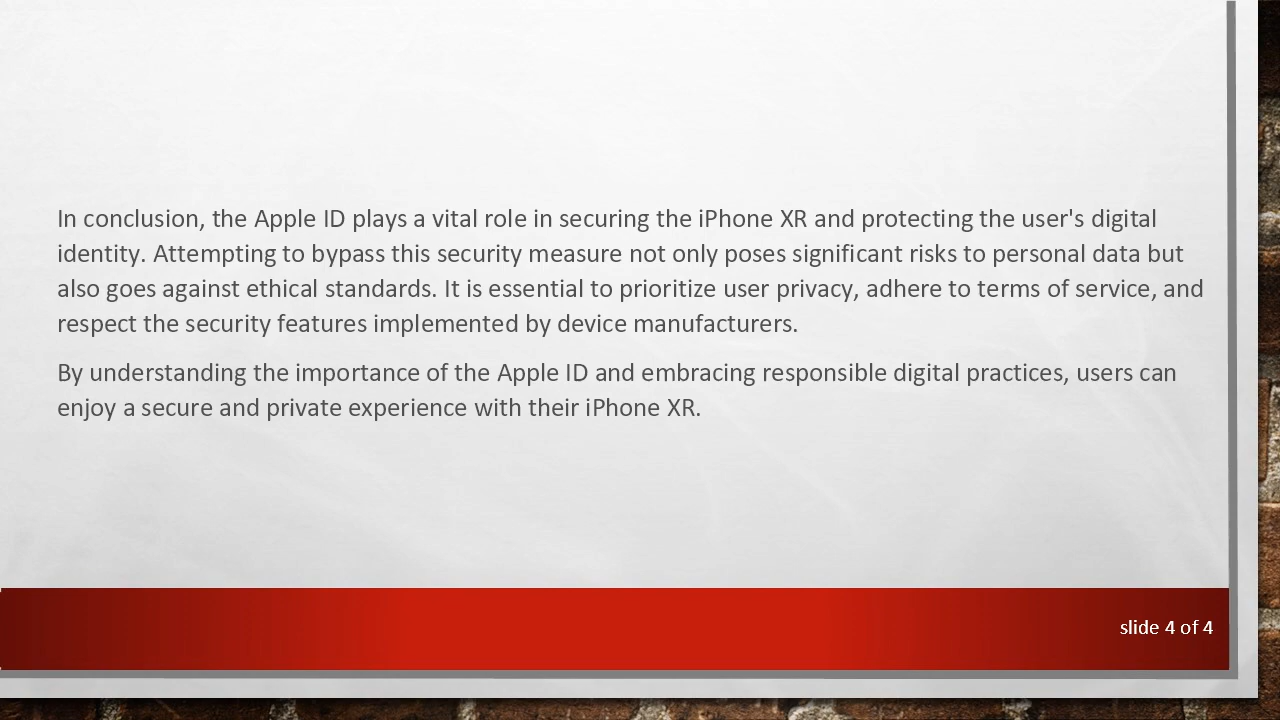 In conclusion, the Apple ID plays a vital role in securing the iPhone XR and protecting the user's digital
identity. Attempting to bypass this security measure not only poses significant risks to personal data but
also goes against ethical standards. It is essential to prioritize user privacy, adhere to terms of service, and
respect the security features implemented by device manufacturers.
By understanding the importance of the Apple ID and embracing responsible digital practices, users can
enjoy a secure and private experience with their iPhone XR.
slide 4 of 4